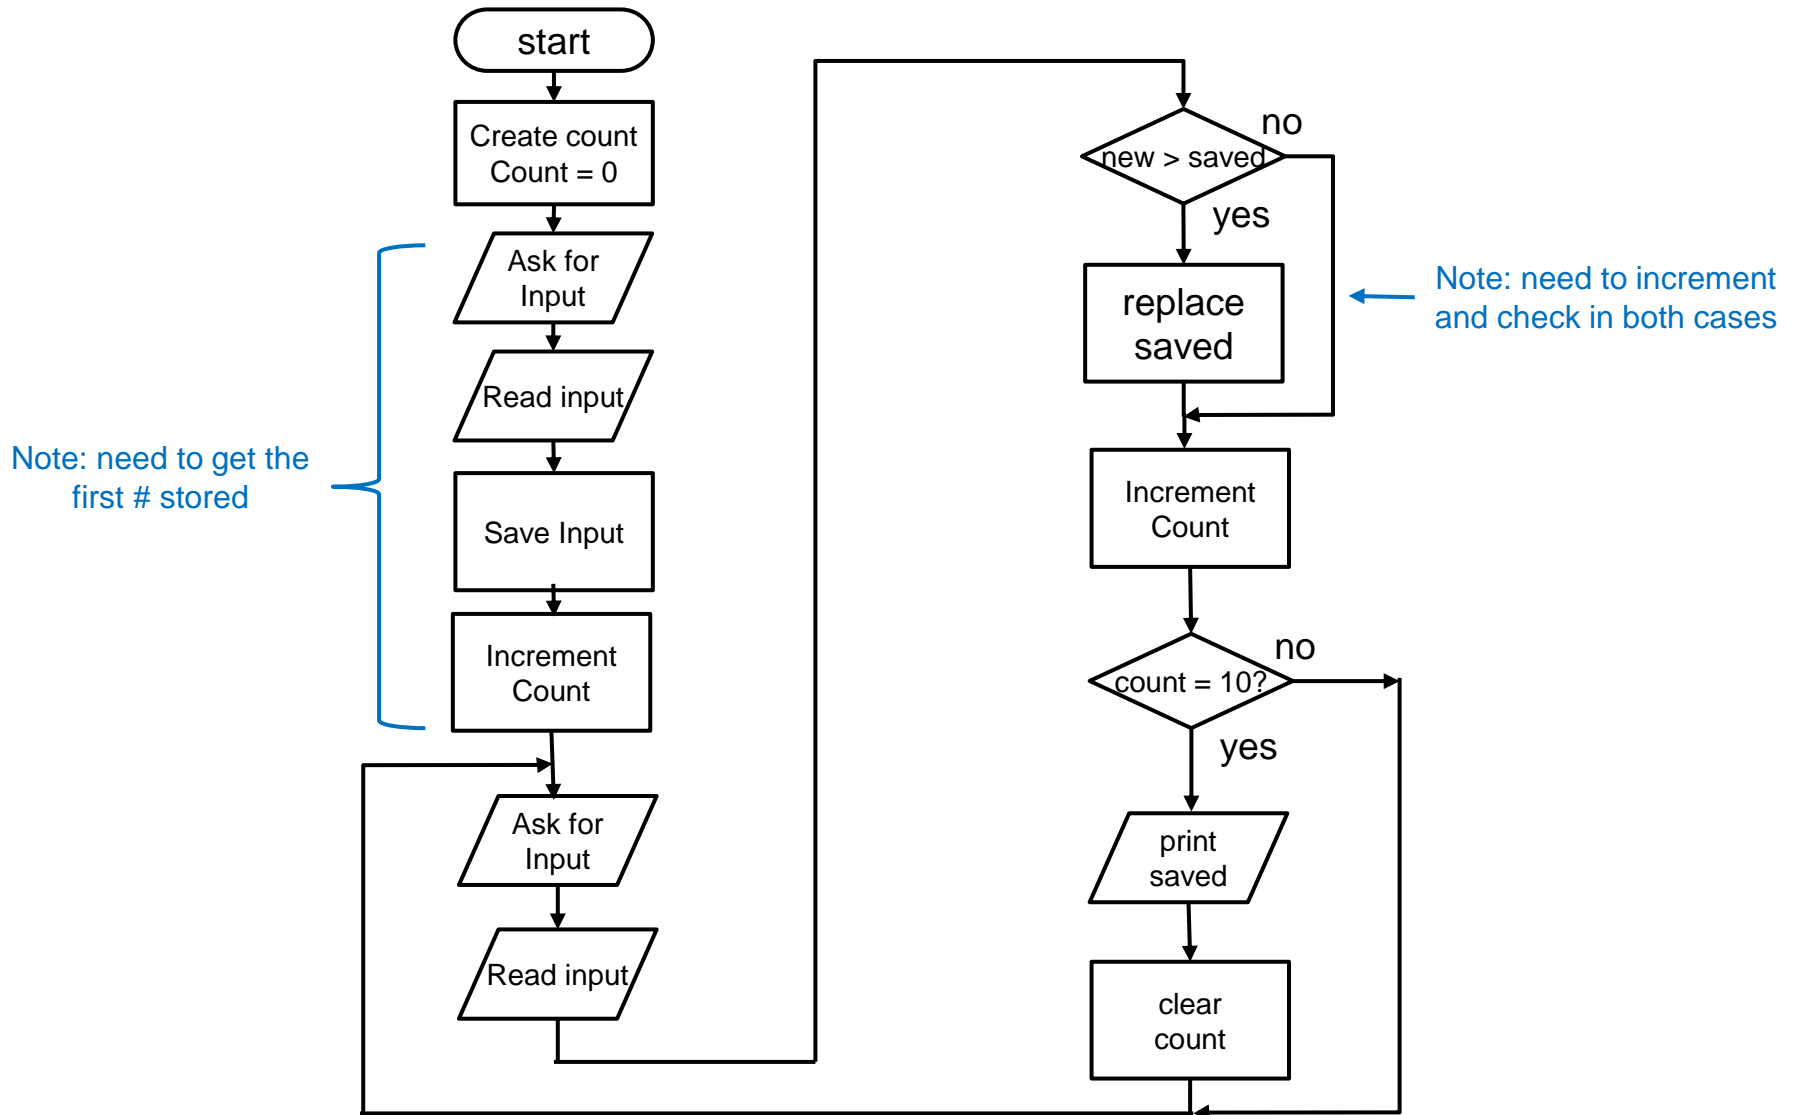 start
Create count
Count = 0
Ask for
Input
Read input
Note: need to get the
first # stored
Save Input
Increment
Count
Ask for
Input
Read input
no
new > saved
yes
replace
saved
Note: need to increment
and check in both cases
Increment
Count
no
count = 10?
yes
print
saved
clear
count